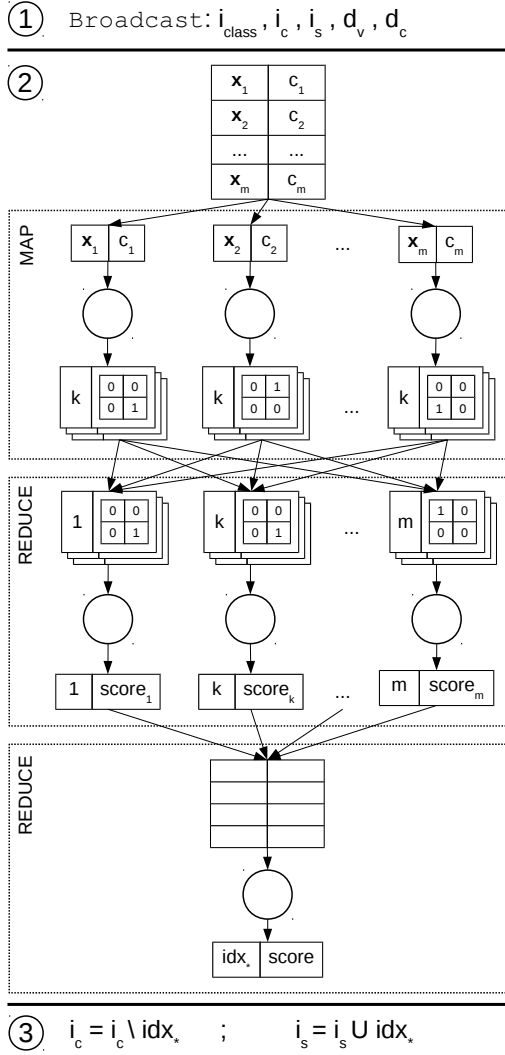 1 Broadcast: i_class , i_c , i_s , d_v , d_c
2
x_1 c_1
x_2 c_2
... ...
x_m c_m
MAP
x_1 c_1 x_2 c_2 ... x_m c_m
k 0 0 k 0 1 ... k 0 0
0 1 0 0 1 0
REDUCE
1 0 0 k 0 0 ... m 1 0
0 1 0 1 0 0
1 score_1 k score_k ... m score_m
REDUCE
idx_* score
3 i_c = i_c \ idx_* ; i_s = i_s U idx_*